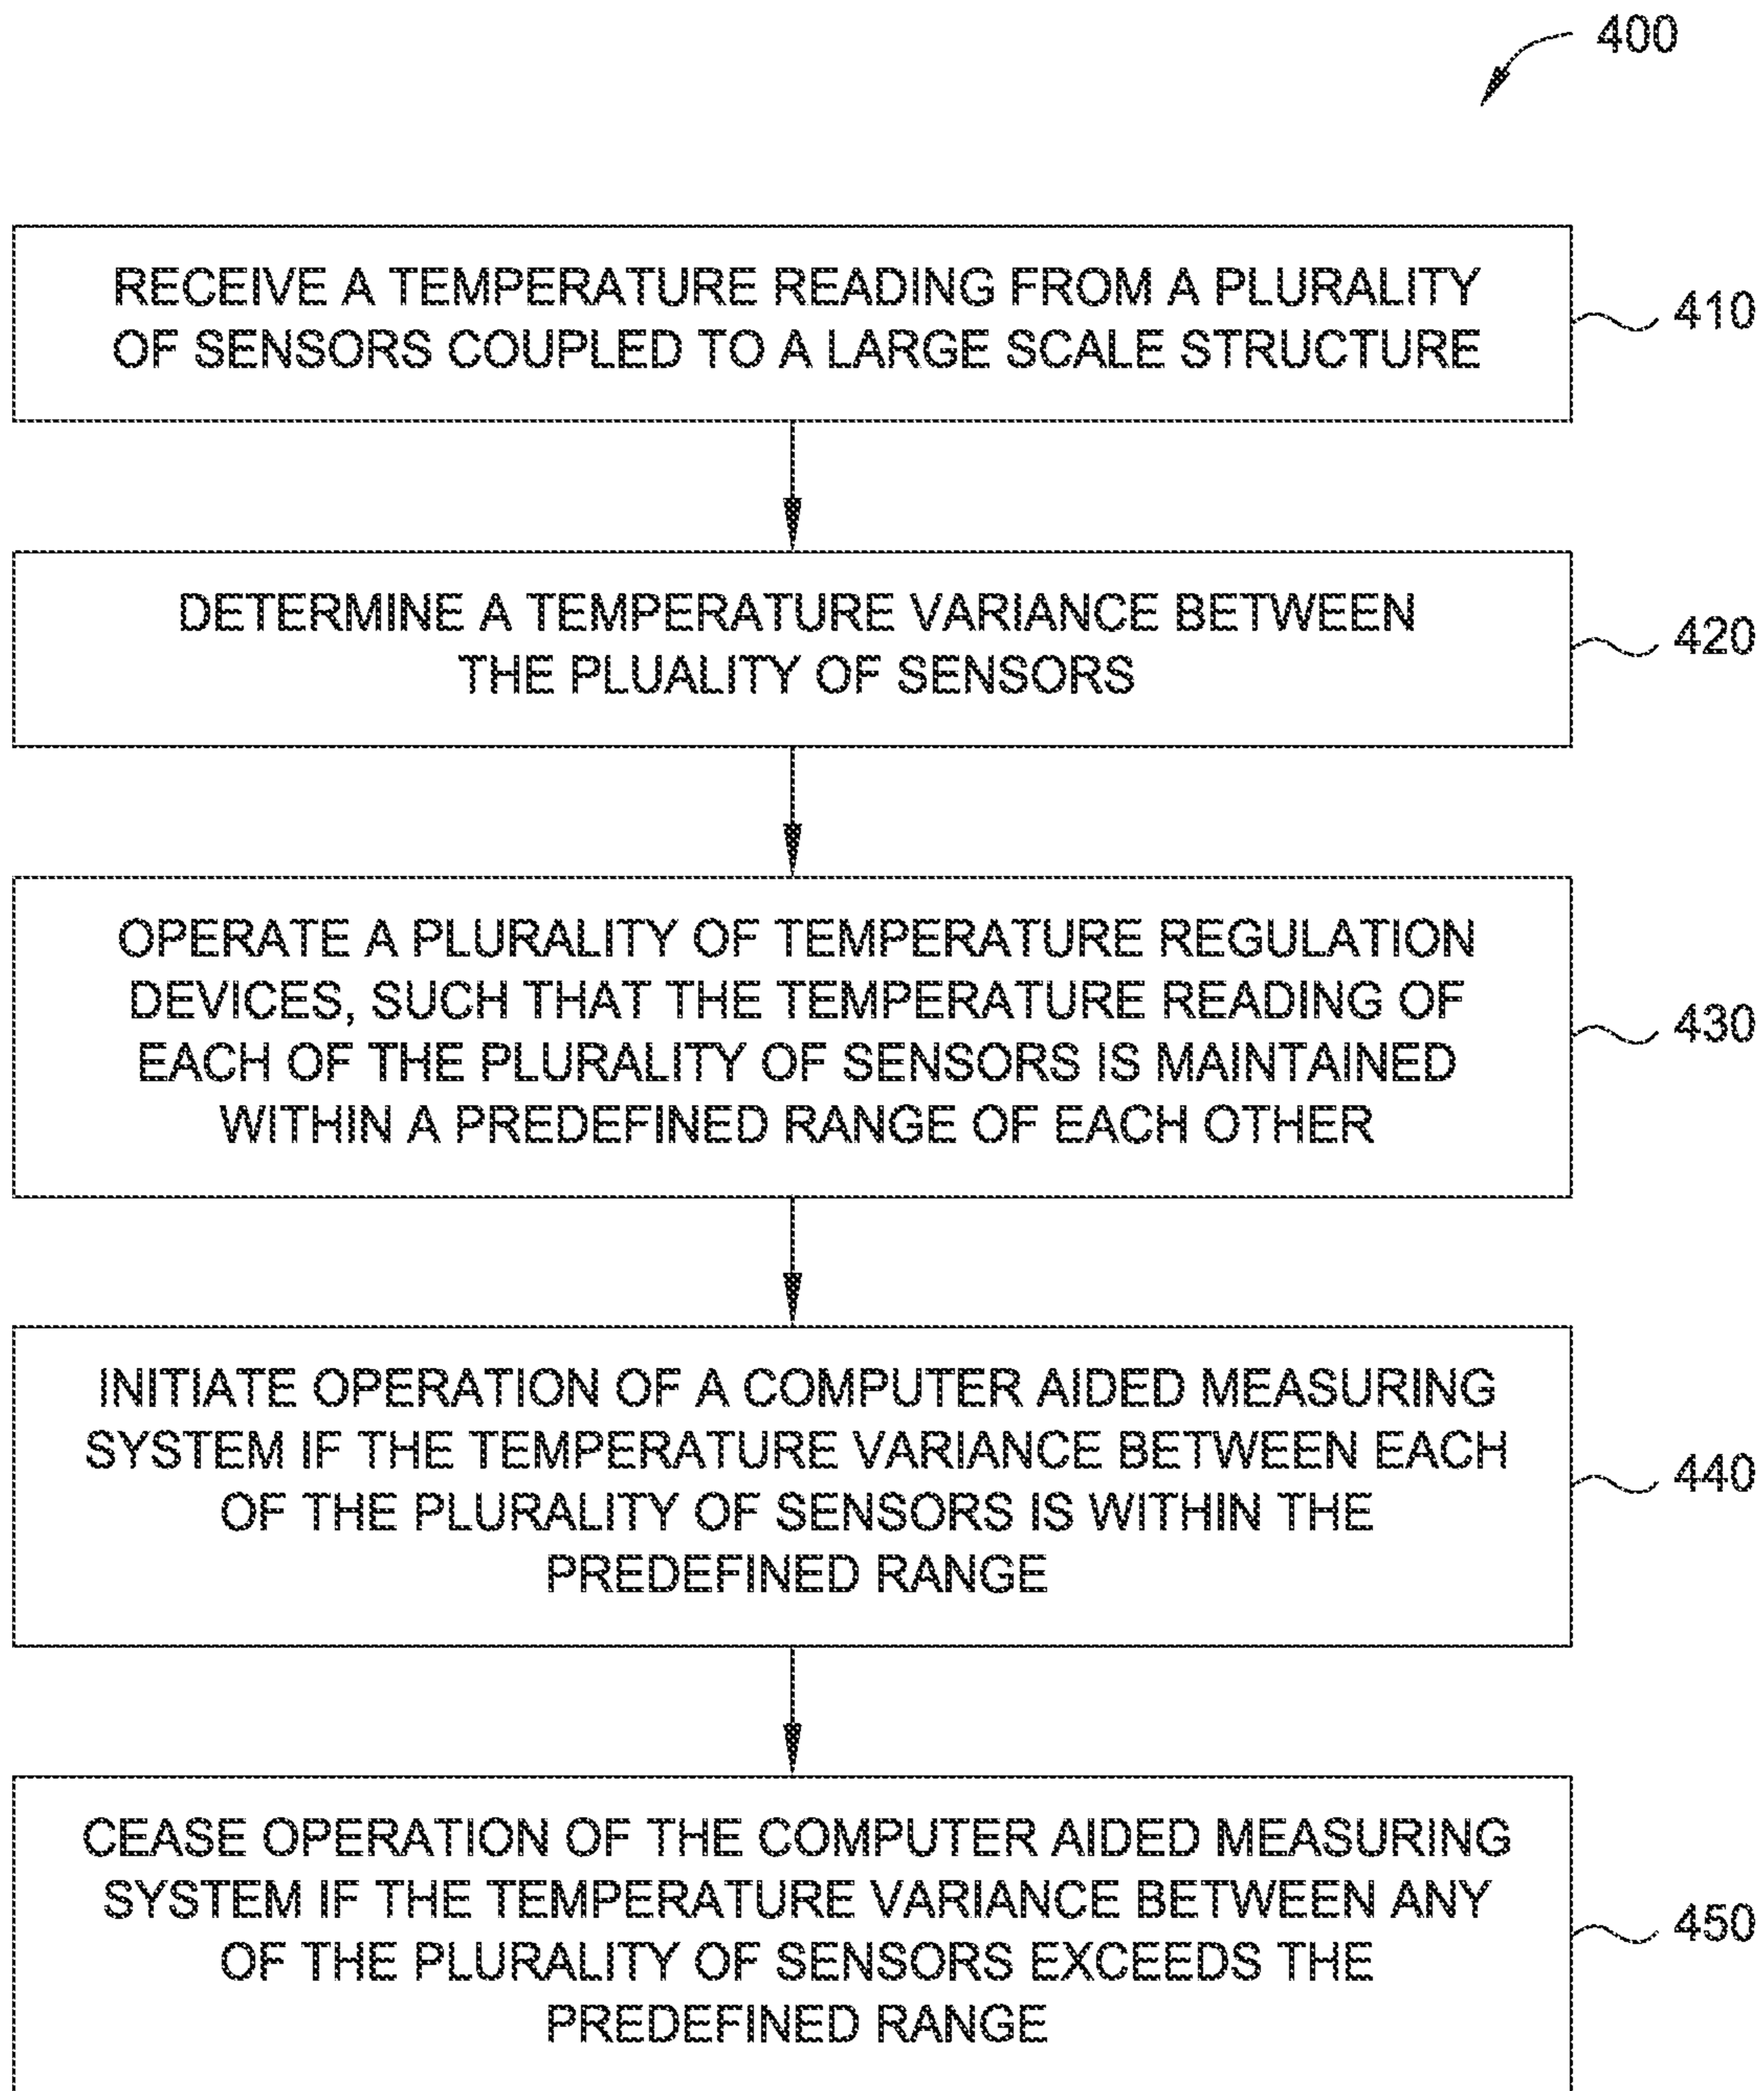 400
RECEIVE A TEMPERATURE READING FROM A PLURALITY
OF SENSORS COUPLED TO A LARGE SCALE STRUCTURE
410
DETERMINE A TEMPERATURE VARIANCE BETWEEN
THE PLUALITY OF SENSORS
420
OPERATE A PLURALITY OF TEMPERATURE REGULATION
DEVICES, SUCH THAT THE TEMPERATURE READING OF
EACH OF THE PLURALITY OF SENSORS IS MAINTAINED
WITHIN A PREDEFINED RANGE OF EACH OTHER
430
INITIATE OPERATION OF A COMPUTER AIDED MEASURING
SYSTEM IF THE TEMPERATURE VARIANCE BETWEEN EACH
OF THE PLURALITY OF SENSORS IS WITHIN THE
PREDEFINED RANGE
440
CEASE OPERATION OF THE COMPUTER AIDED MEASURING
SYSTEM IF THE TEMPERATURE VARIANCE BETWEEN ANY
OF THE PLURALITY OF SENSORS EXCEEDS THE
PREDEFINED RANGE
450